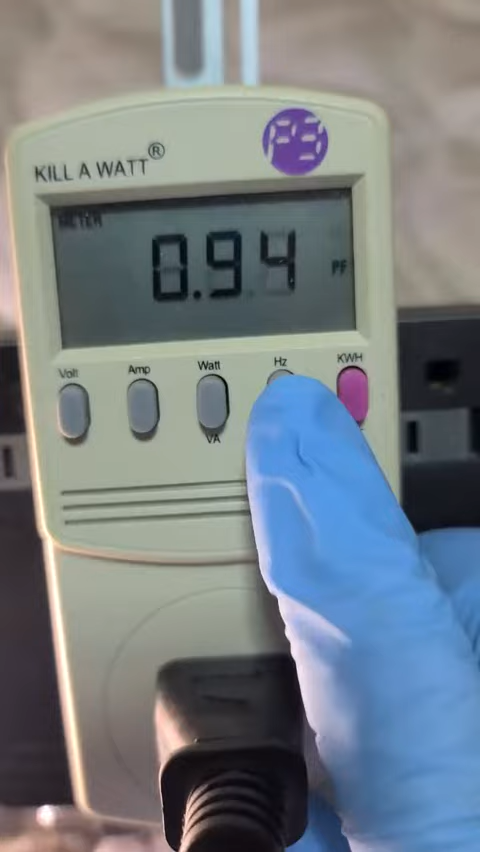 P3
KILL A WATT®
METER
0.94 PF
Volt Amp Watt Hz KWH
VA